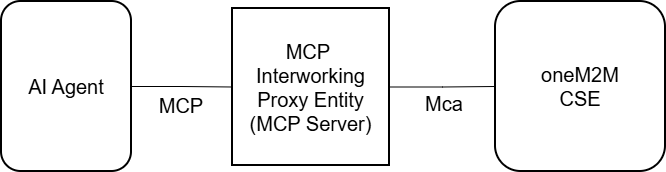 AI Agent
MCP
MCP
Interworking
Proxy Entity
(MCP Server)
Mca
oneM2M
CSE